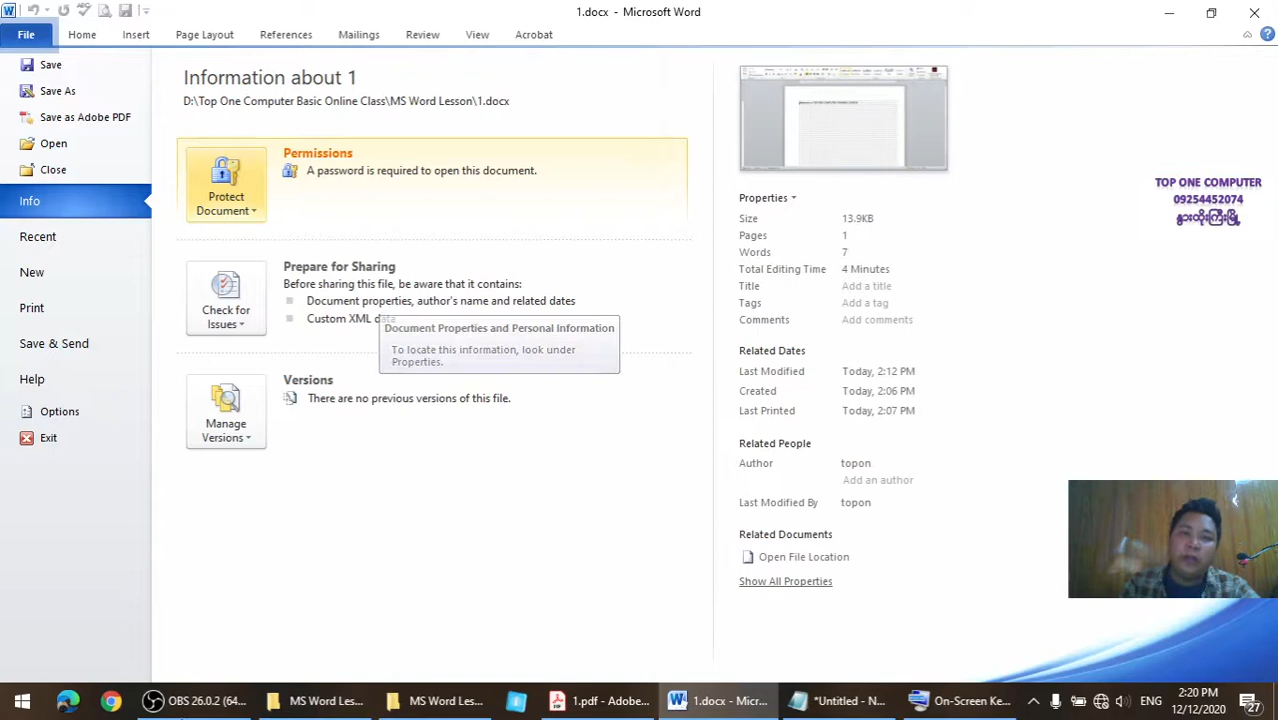 1.docx - Microsoft Word
File Home Insert Page Layout References Mailings Review View Acrobat
Save
Save As
Save as Adobe PDF
Open
Close
Info
Recent
New
Print
Save & Send
Help
Options
Exit
Information about 1
D:\Top One Computer Basic Online Class\MS Word Lesson\1.docx
Protect
Document
Permissions
A password is required to open this document.
Check for
Issues
Prepare for Sharing
Before sharing this file, be aware that it contains:
Document properties, author's name and related dates
Custom XML data
Document Properties and Personal Information
To locate this information, look under
Properties.
Manage
Versions
Versions
There are no previous versions of this file.
Properties
Size 13.9KB
Pages 1
Words 7
Total Editing Time 4 Minutes
Title Add a title
Tags Add a tag
Comments Add comments
Related Dates
Last Modified Today, 2:12 PM
Created Today, 2:06 PM
Last Printed Today, 2:07 PM
Related People
Author topon
Add an author
Last Modified By topon
Related Documents
Open File Location
Show All Properties
TOP ONE COMPUTER
09254452074
နွားထိုးကြီးမြို့
OBS 26.0.2 (64... MS Word Les... MS Word Les... 1.pdf - Adobe... 1.docx - Micr... *Untitled - N... On-Screen Ke... ENG
2:20 PM
12/12/2020
27